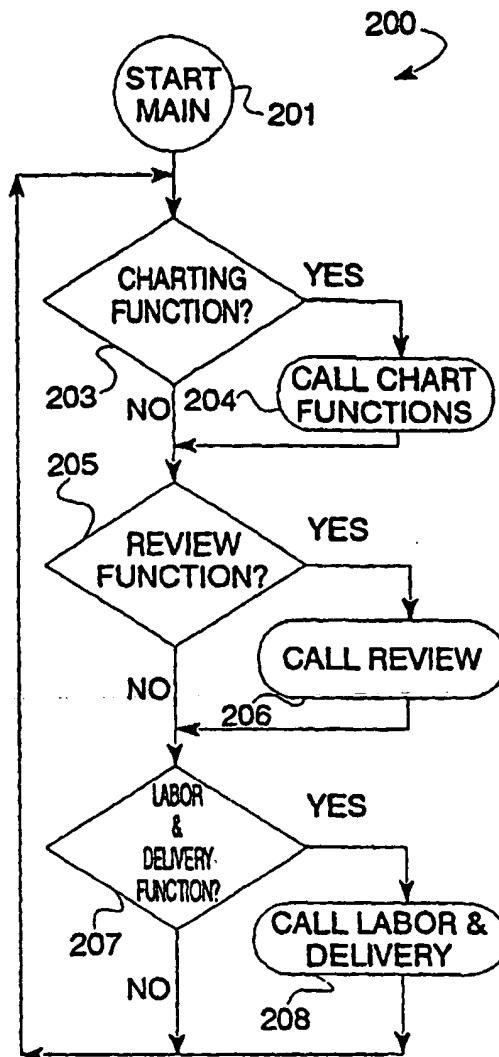 200
START
MAIN
201
CHARTING
FUNCTION?
YES
203
NO
204
CALL CHART
FUNCTIONS
205
REVIEW
FUNCTION?
YES
NO
CALL REVIEW
206
LABOR
&
DELIVERY
FUNCTION?
YES
207
NO
CALL LABOR &
DELIVERY
208